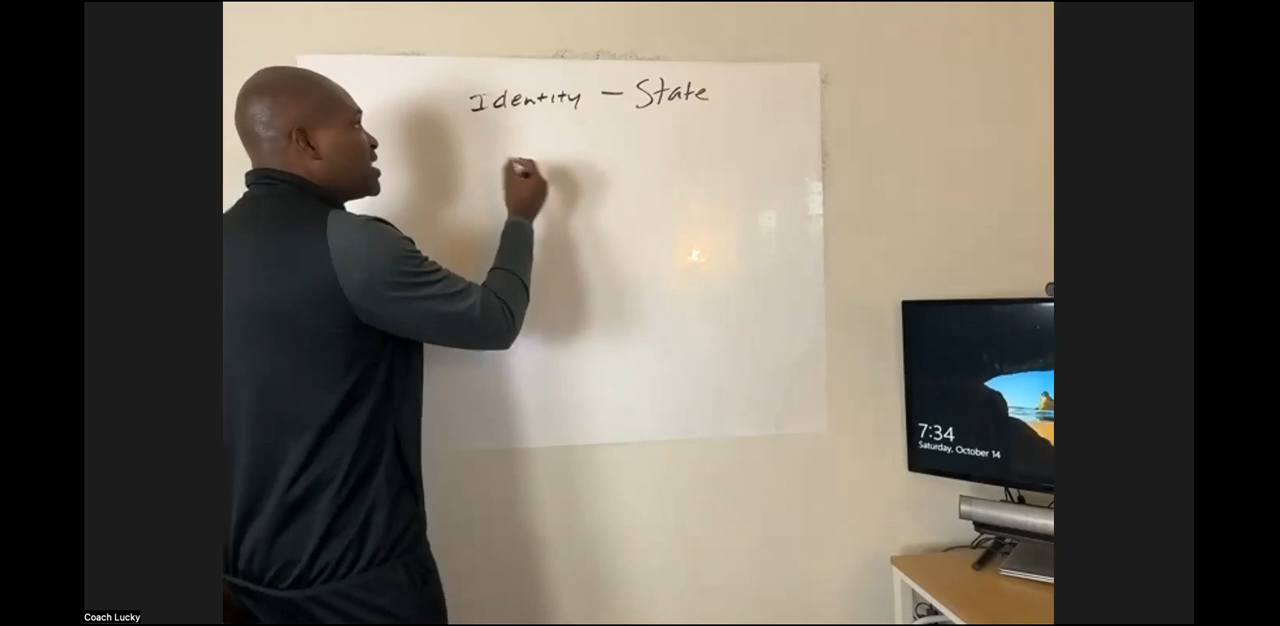 Identity – State
7:34
Saturday, October 14
Coach Lucky